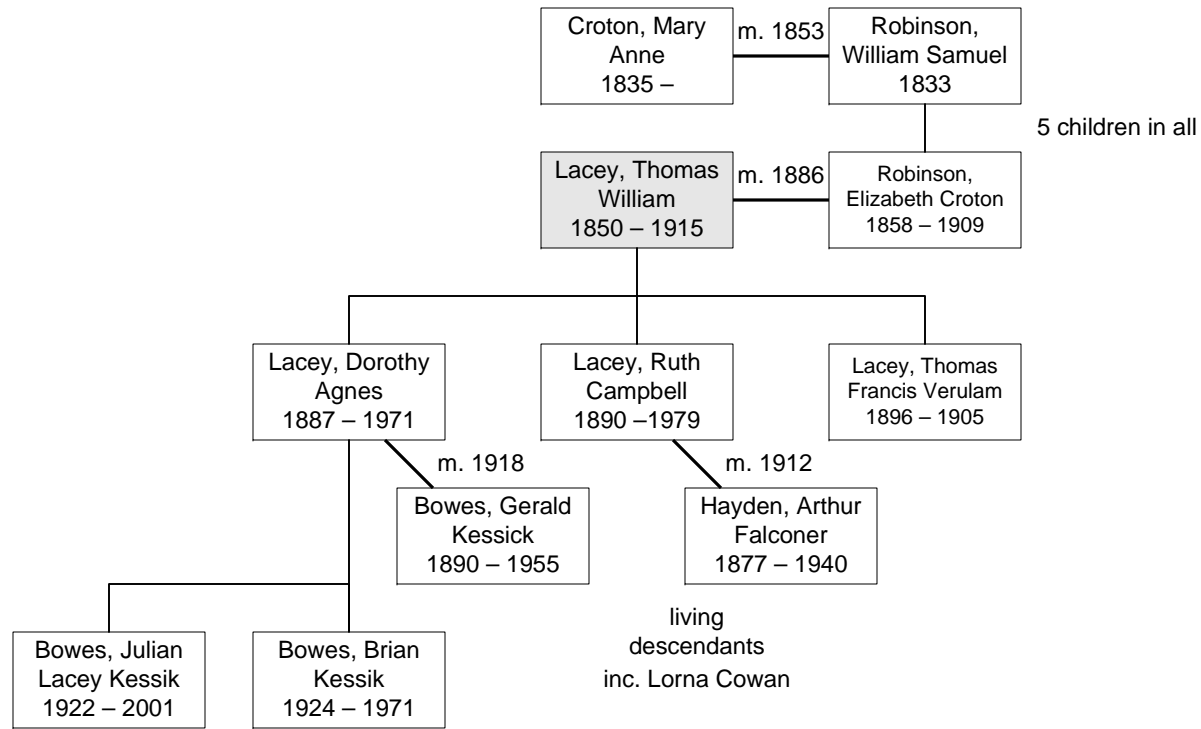 Croton, Mary
Anne
1835 –
m. 1853
Robinson,
William Samuel
1833
5 children in all
Lacey, Thomas
William
1850 – 1915
m. 1886
Robinson,
Elizabeth Croton
1858 – 1909
Lacey, Dorothy
Agnes
1887 – 1971
Lacey, Ruth
Campbell
1890 –1979
Lacey, Thomas
Francis Verulam
1896 – 1905
m. 1918
m. 1912
Bowes, Gerald
Kessick
1890 – 1955
Hayden, Arthur
Falconer
1877 – 1940
living
descendants
inc. Lorna Cowan
Bowes, Julian
Lacey Kessik
1922 – 2001
Bowes, Brian
Kessik
1924 – 1971